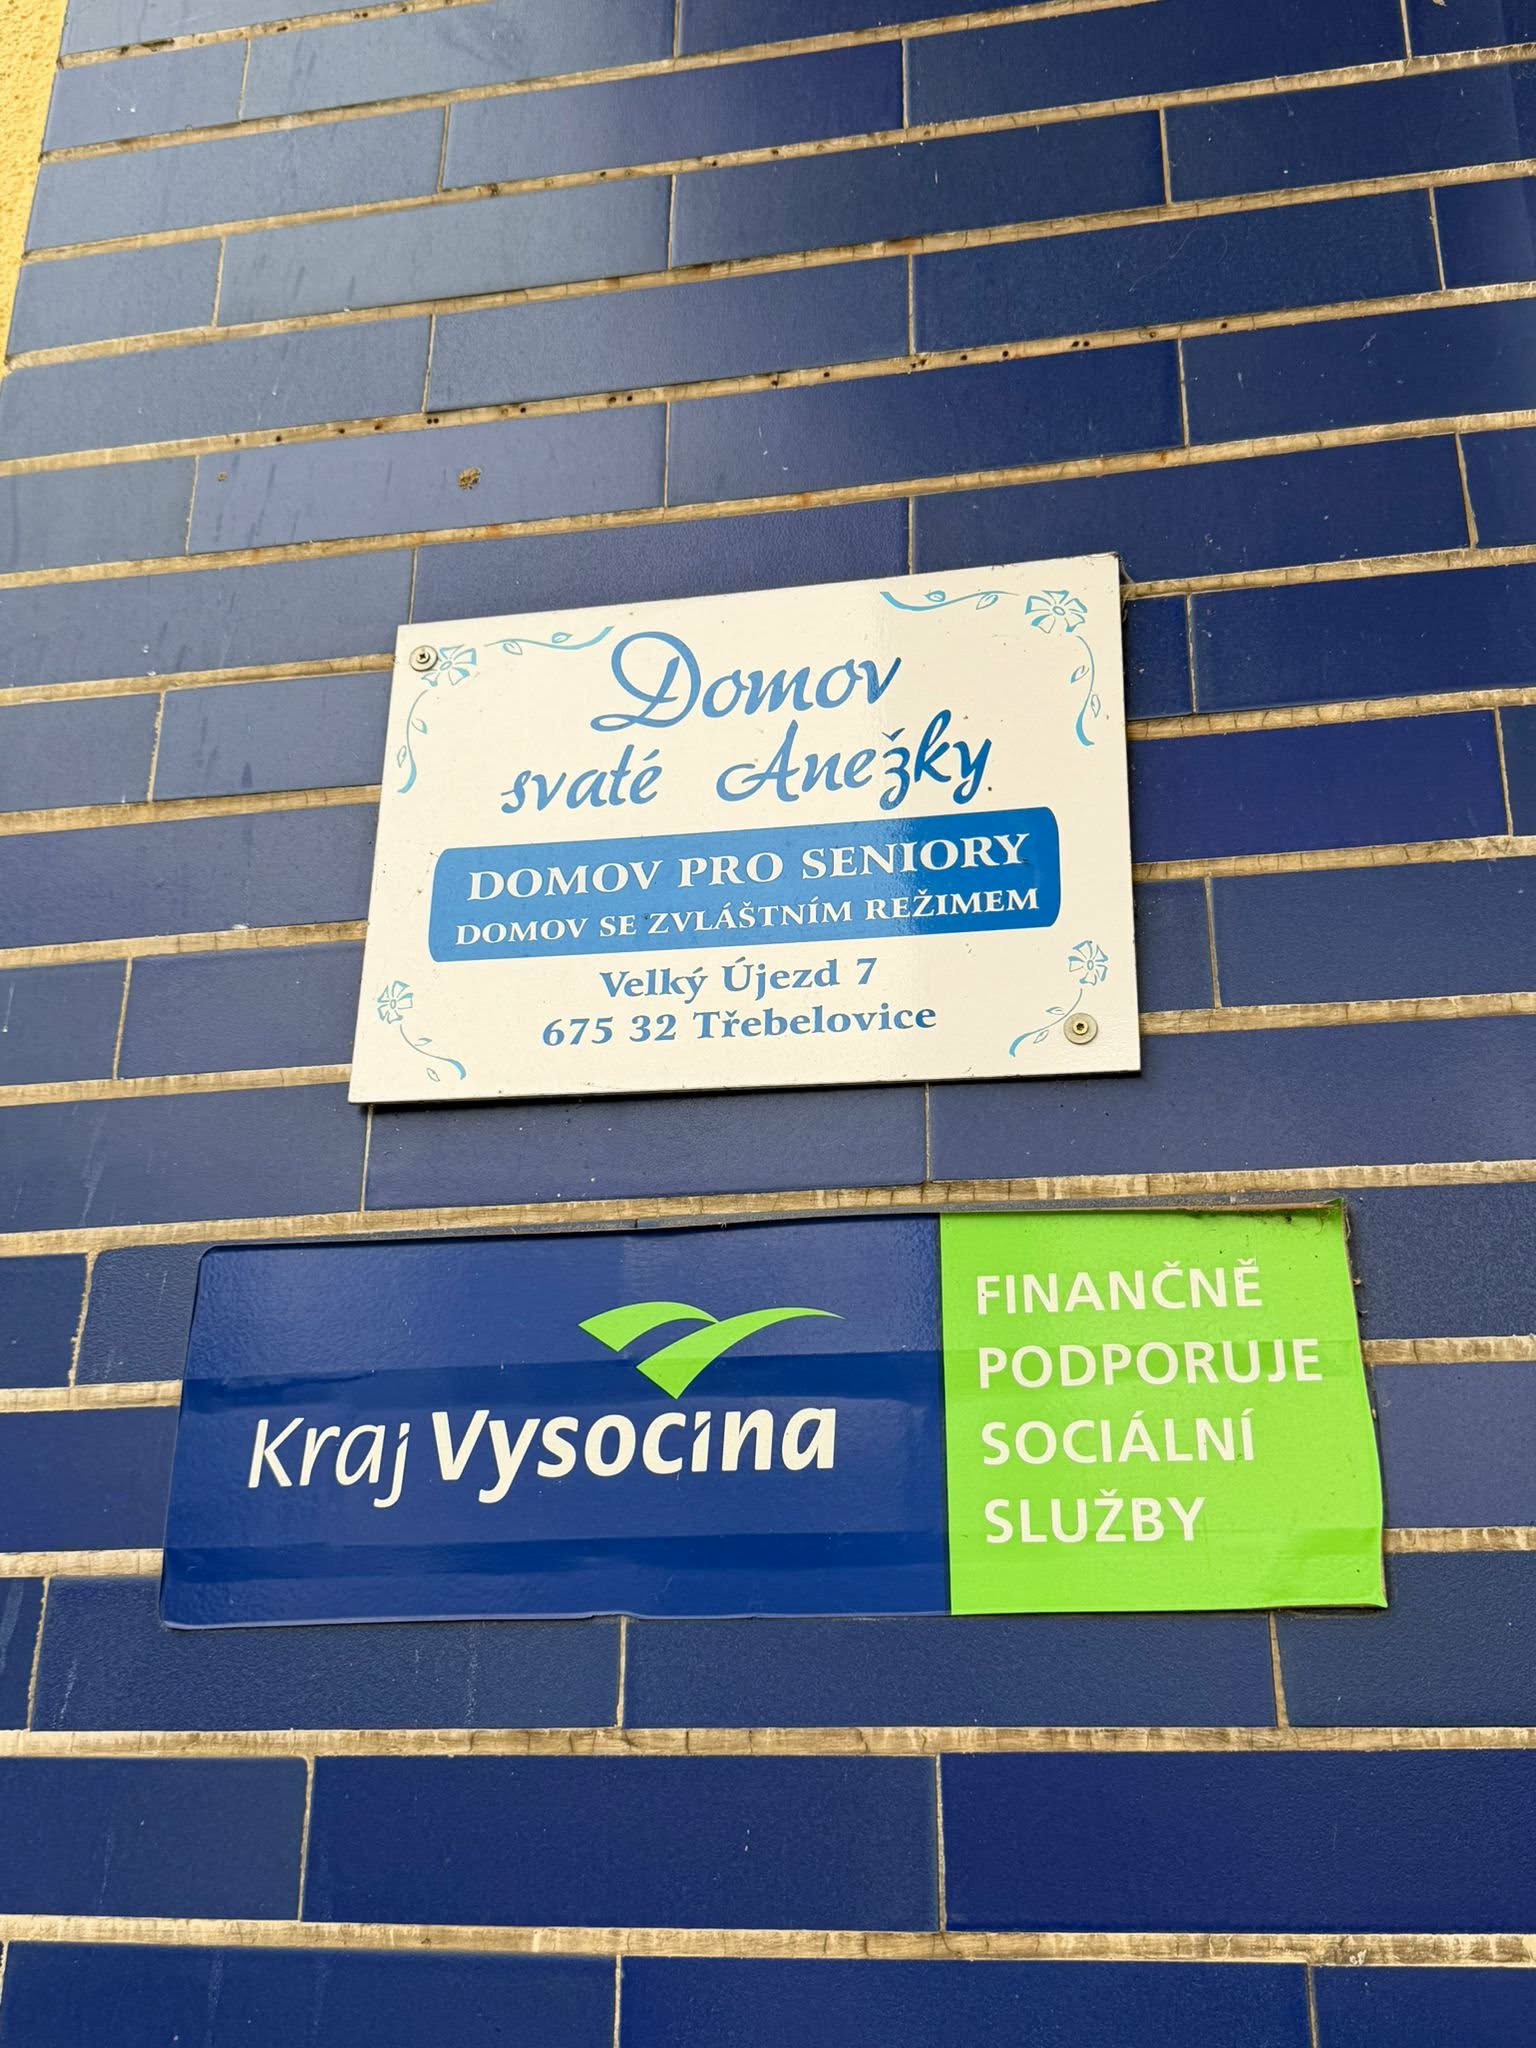 Domov
svaté Anežky
DOMOV PRO SENIORY
DOMOV SE ZVLÁŠTNÍM REŽIMEM
Velký Újezd 7
675 32 Třebelovice
Kraj Vysočina
FINANČNĚ
PODPORUJE
SOCIÁLNÍ
SLUŽBY